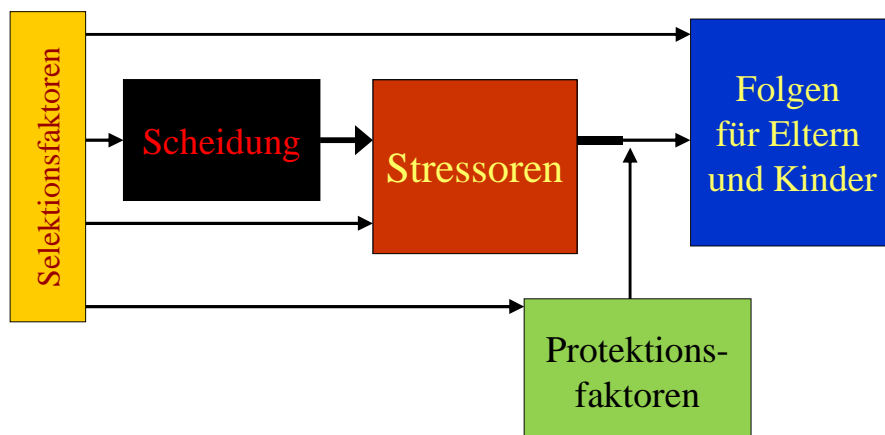 Selektionsfaktoren
Scheidung
Stressoren
Folgen
für Eltern
und Kinder
Protektions-
faktoren